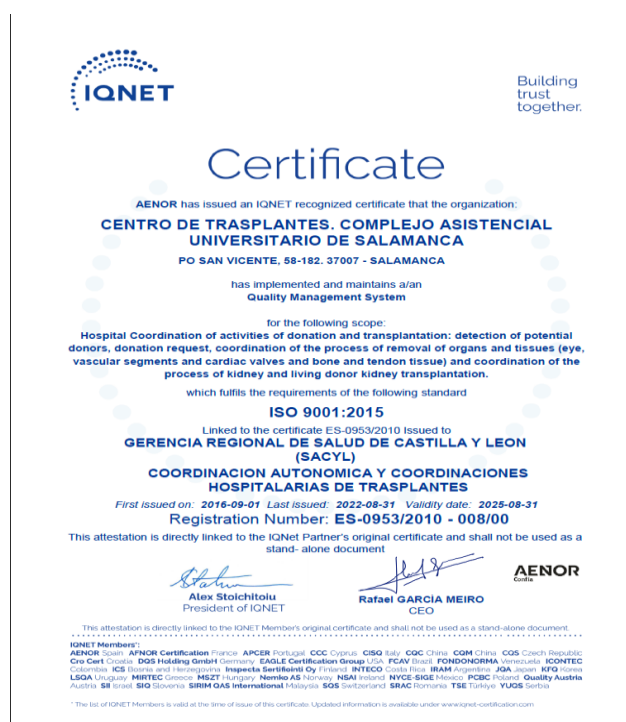 IQNET
Building
trust
together.
Certificate
AENOR has issued an IQNET recognized certificate that the organization:
CENTRO DE TRASPLANTES. COMPLEJO ASISTENCIAL
UNIVERSITARIO DE SALAMANCA
PO SAN VICENTE, 58-182. 37007 - SALAMANCA
has implemented and maintains a/an
Quality Management System
for the following scope:
Hospital Coordination of activities of donation and transplantation: detection of potential
donors, donation request, coordination of the process of removal of organs and tissues (eye,
vascular segments and cardiac valves and bone and tendon tissue) and coordination of the
process of kidney and living donor kidney transplantation.
which fulfils the requirements of the following standard
ISO 9001:2015
Linked to the certificate ES-0953/2010 Issued to
GERENCIA REGIONAL DE SALUD DE CASTILLA Y LEON
(SACYL)
COORDINACION AUTONOMICA Y COORDINACIONES
HOSPITALARIAS DE TRASPLANTES
First issued on: 2016-09-01 Last issued: 2022-08-31 Validity date: 2025-08-31
Registration Number: ES-0953/2010 - 008/00
This attestation is directly linked to the IQNet Partner's original certificate and shall not be used as a
stand- alone document
Alex Stoichitoiu
President of IQNET
Rafael GARCIA MEIRO
CEO
AENOR
Confía
This attestation is directly linked to the IQNET Member's original certificate and shall not be used as a stand-alone document.
IQNET Members*:
AENOR Spain AFNOR Certification France APCER Portugal CCC Cyprus CISQ Italy CQC China CQM China CQS Czech Republic
Cro Cert Croatia DQS Holding GmbH Germany EAGLE Certification Group USA FCAV Brazil FONDONORMA Venezuela ICONTEC
Colombia ICS Bosnia and Herzegovina Inspecta Sertifiointi Oy Finland INTECO Costa Rica IRAM Argentina JQA Japan KFQ Korea
LSQA Uruguay MIRTEC Greece MSZT Hungary Nemko AS Norway NSAI Ireland NYCE-SIGE Mexico PCBC Poland Quality Austria
Austria SII Israel SIQ Slovenia SIRIM QAS International Malaysia SQS Switzerland SRAC Romania TSE Türkiye YUQS Serbia
* The list of IQNET Members is valid at the time of issue of this certificate. Updated information is available under www.iqnet-certification.com